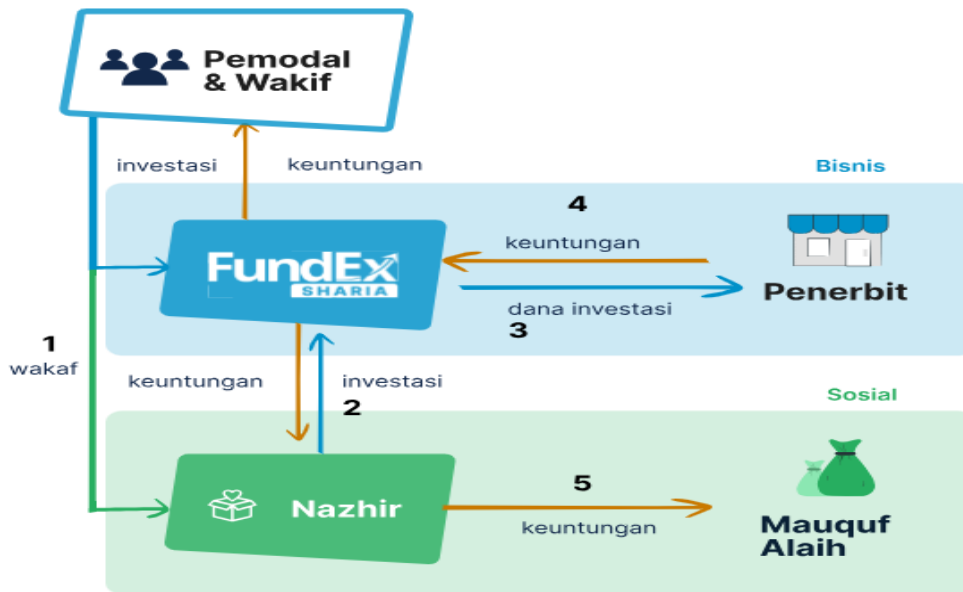 Pemodal
& Wakif
investasi
keuntungan
Bisnis
4
keuntungan
FundEx
SHARIA
Penerbit
dana investasi
3
1
wakaf
keuntungan
investasi
2
Sosial
5
Nazhir
keuntungan
Mauquf
Alaih